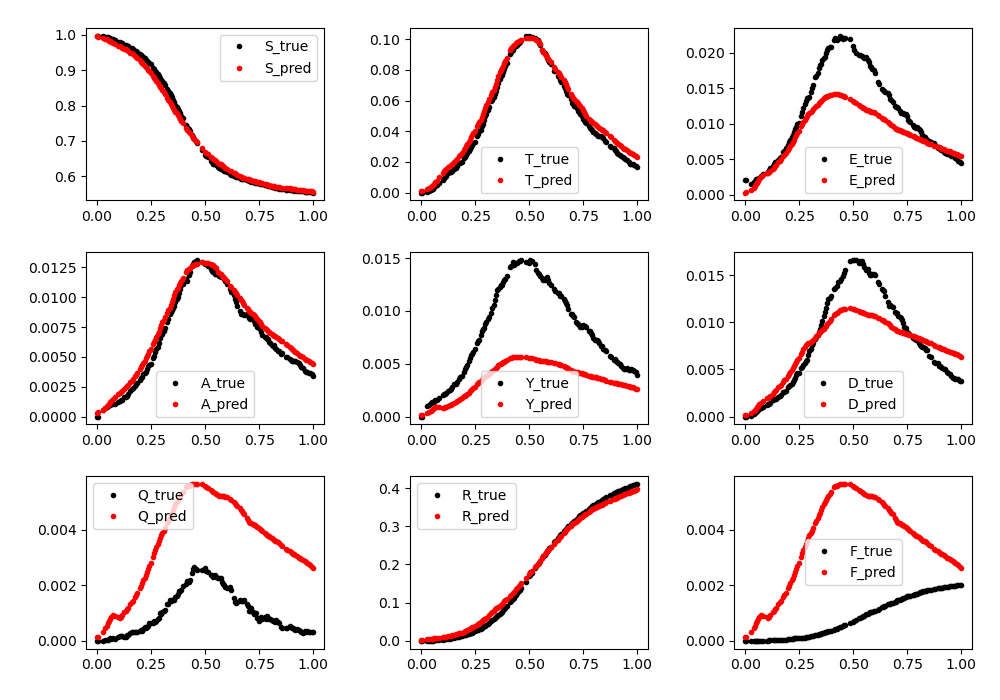 1.0
0.9
0.8
0.7
0.6
S_true
S_pred
0.00 0.25 0.50 0.75 1.00
0.10
0.08
0.06
0.04
0.02
0.00
T_true
T_pred
0.00 0.25 0.50 0.75 1.00
0.020
0.015
0.010
0.005
0.000
E_true
E_pred
0.00 0.25 0.50 0.75 1.00
0.0125
0.0100
0.0075
0.0050
0.0025
0.0000
A_true
A_pred
0.00 0.25 0.50 0.75 1.00
0.015
0.010
0.005
0.000
Y_true
Y_pred
0.00 0.25 0.50 0.75 1.00
0.015
0.010
0.005
0.000
D_true
D_pred
0.00 0.25 0.50 0.75 1.00
0.004
0.002
0.000
Q_true
Q_pred
0.00 0.25 0.50 0.75 1.00
0.4
0.3
0.2
0.1
0.0
R_true
R_pred
0.00 0.25 0.50 0.75 1.00
0.004
0.002
0.000
F_true
F_pred
0.00 0.25 0.50 0.75 1.00